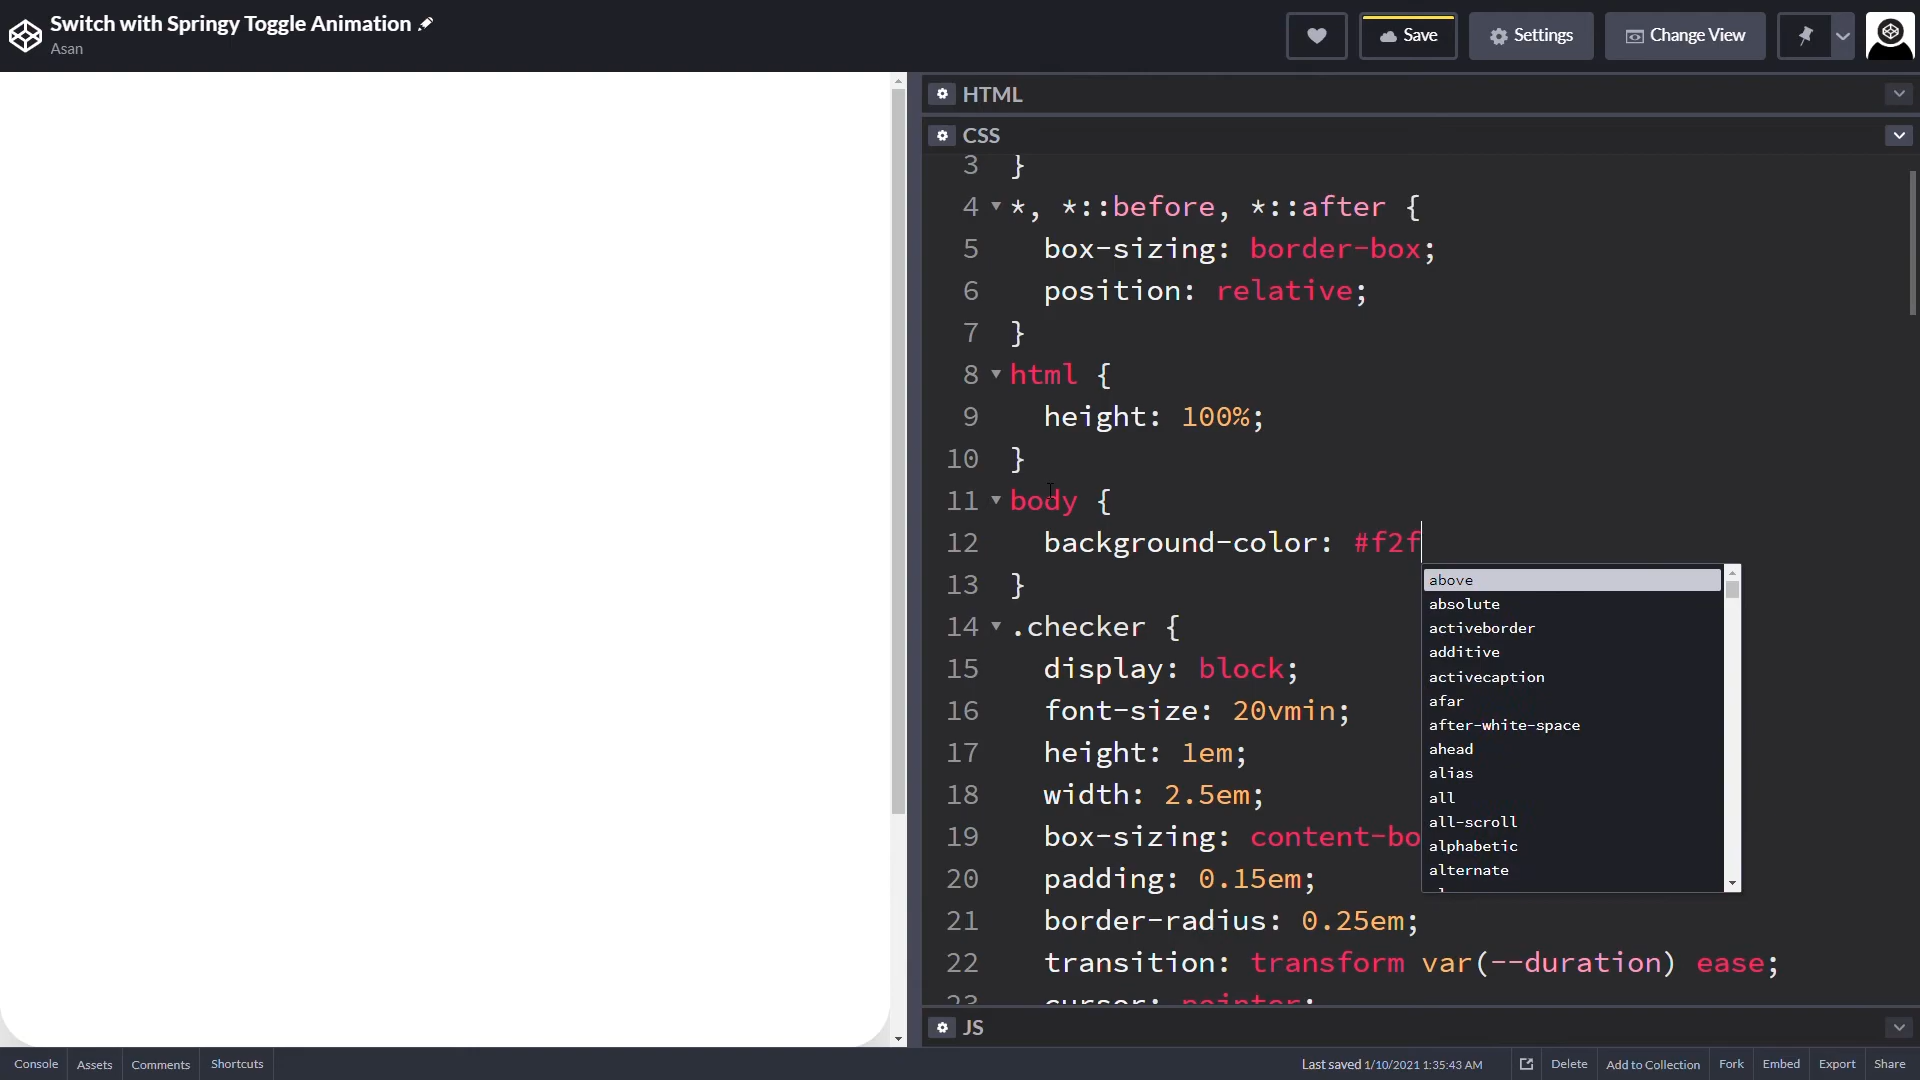 Switch with Springy Toggle Animation
Asan
Save
Settings
Change View
HTML
CSS
3 }
4 *, *::before, *::after {
5 box-sizing: border-box;
6 position: relative;
7 }
8 html {
9 height: 100%;
10 }
11 body {
12 background-color: #f2f
13 }
14 .checker {
15 display: block;
16 font-size: 20vmin;
17 height: 1em;
18 width: 2.5em;
19 box-sizing: content-bo
20 padding: 0.15em;
21 border-radius: 0.25em;
22 transition: transform var(--duration) ease;
23 cursor: pointer;
above
absolute
activeborder
additive
activecaption
afar
after-white-space
ahead
alias
all
all-scroll
alphabetic
alternate
JS
Console Assets Comments Shortcuts
Last saved 1/10/2021 1:35:43 AM
Delete Add to Collection Fork Embed Export Share